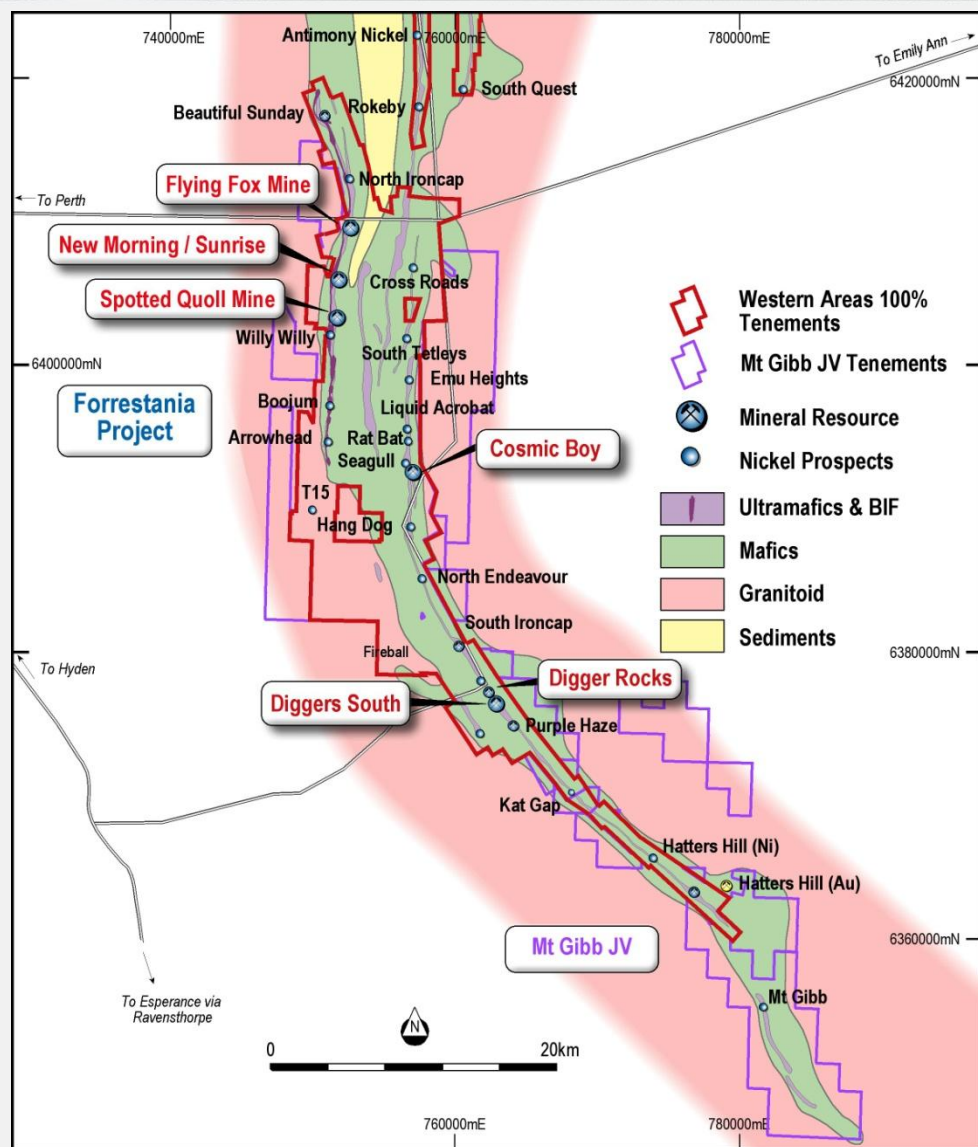 740000mE
760000mE
780000mE
To Emily Ann
6420000mN
Antimony Nickel
South Quest
Rokeby
Beautiful Sunday
Flying Fox Mine
North Ironcap
To Perth
New Morning / Sunrise
Cross Roads
Spotted Quoll Mine
Willy Willy
South Tetleys
6400000mN
Emu Heights
Forrestania
Project
Boojum
Liquid Acrobat
Arrowhead
Rat Bat
Seagull
Cosmic Boy
T15
Hang Dog
North Endeavour
South Ironcap
Fireball
To Hyden
6380000mN
Digger Rocks
Diggers South
Purple Haze
Kat Gap
Hatters Hill (Ni)
Hatters Hill (Au)
Mt Gibb JV
6360000mN
Mt Gibb
To Esperance via
Ravensthorpe
N
0
20km
760000mE
780000mE
Western Areas 100%
Tenements
Mt Gibb JV Tenements
Mineral Resource
Nickel Prospects
Ultramafics & BIF
Mafics
Granitoid
Sediments